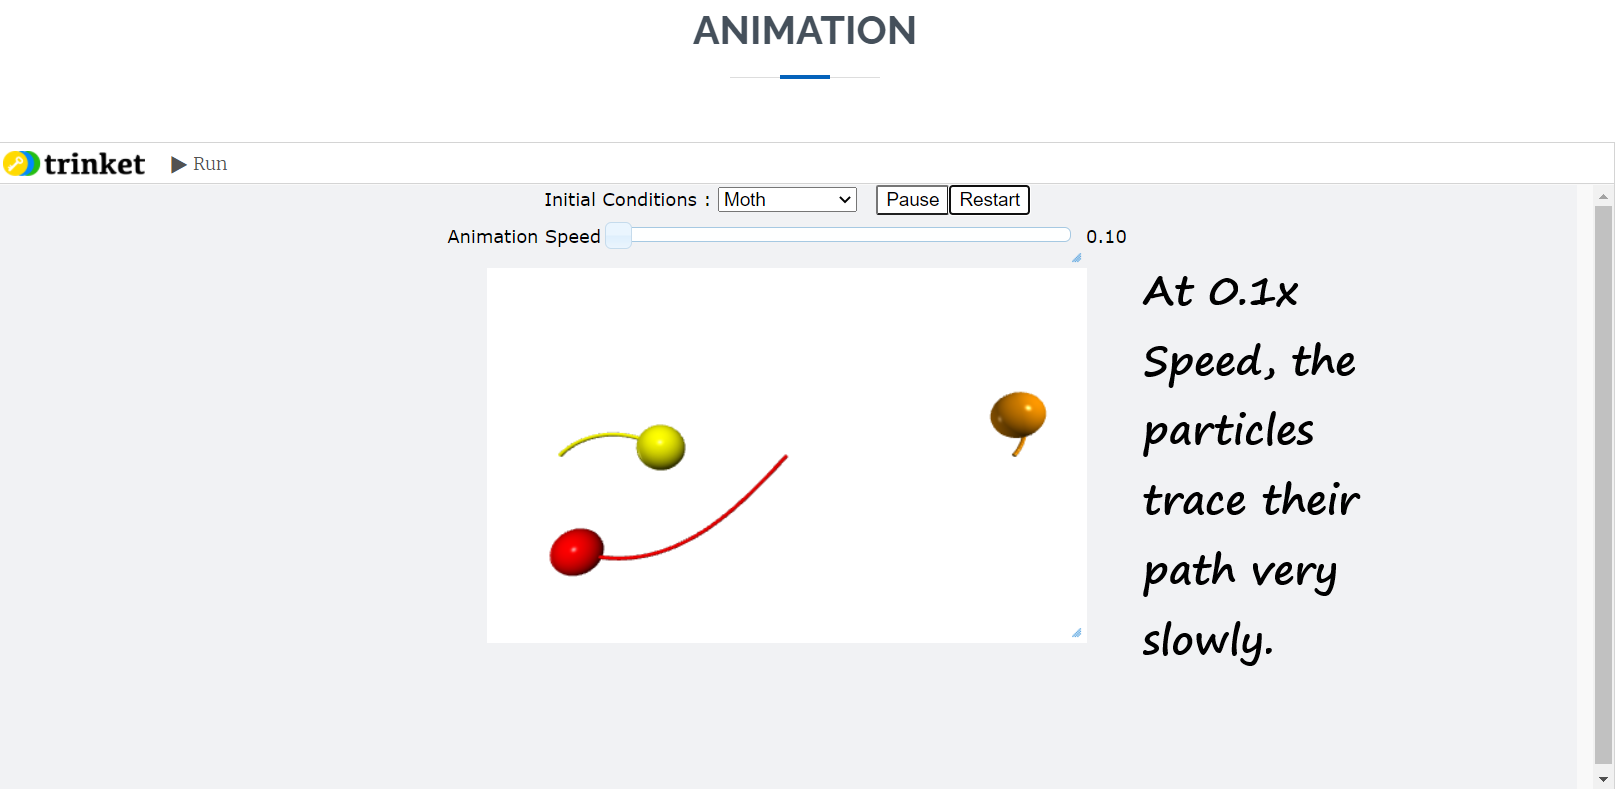 ANIMATION
trinket Run
Initial Conditions : Moth Pause Restart
Animation Speed 0.10
At 0.1x
Speed, the
particles
trace their
path very
slowly.